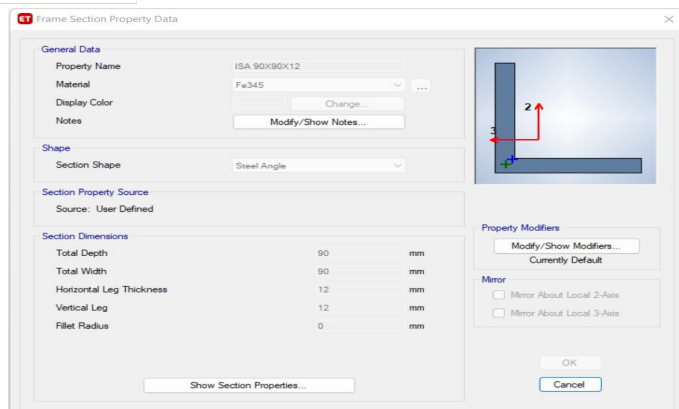 ET Frame Section Property Data
General Data
Property Name ISA 90X90X12
Material Fe345 ...
Display Color Change...
Notes Modify/Show Notes...
Shape
Section Shape Steel Angle
Section Property Source
Source: User Defined
Section Dimensions
Total Depth 90 mm
Total Width 90 mm
Horizontal Leg Thickness 12 mm
Vertical Leg 12 mm
Fillet Radius 0 mm
Show Section Properties...
2
3
Property Modifiers
Modify/Show Modifiers...
Currently Default
Mirror
Mirror About Local 2-Axis
Mirror About Local 3-Axis
OK
Cancel